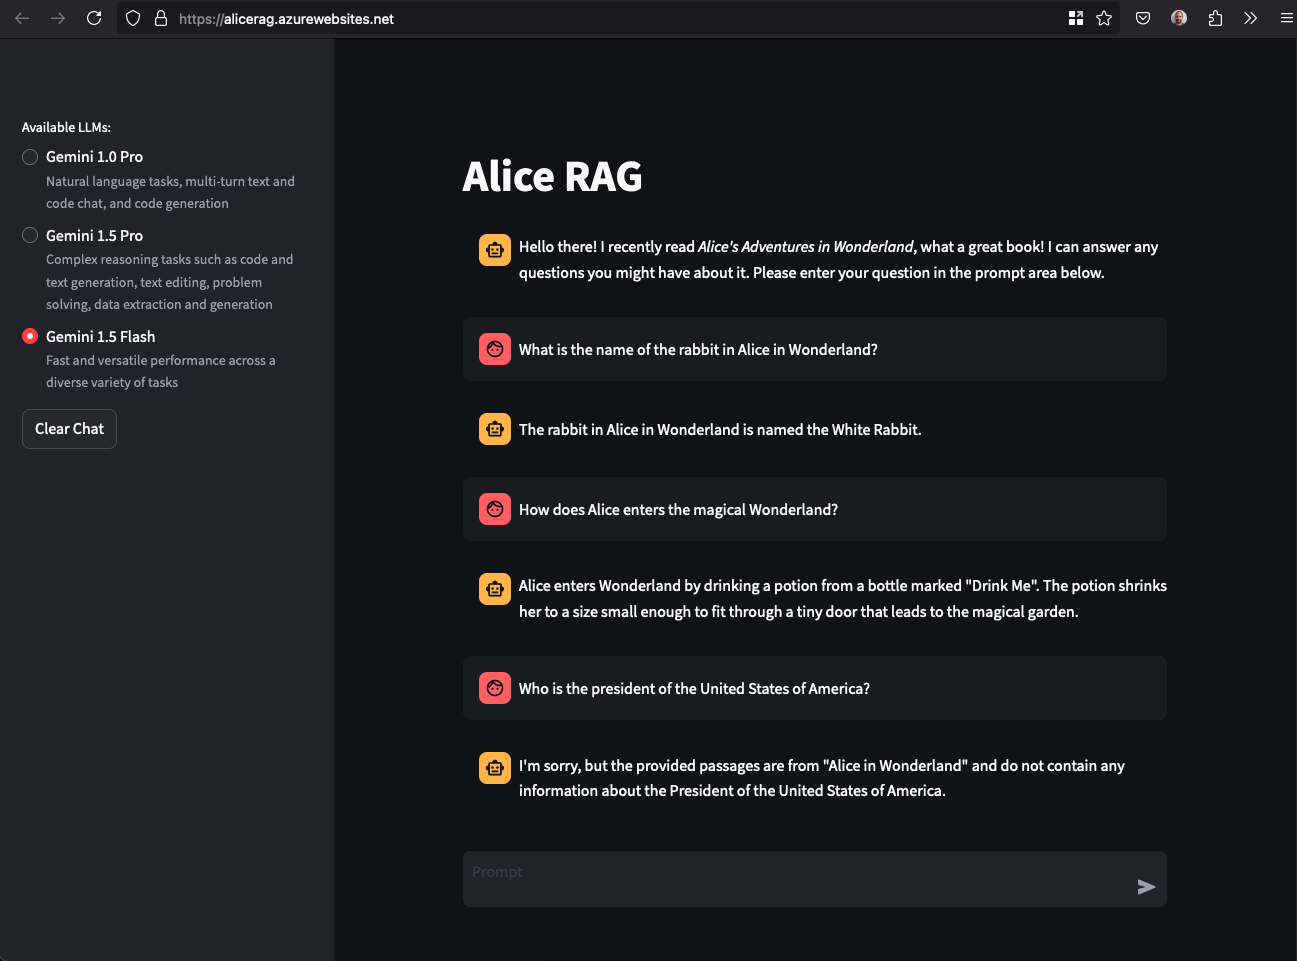 https://alicerag.azurewebsites.net
Available LLMs:
Gemini 1.0 Pro
Natural language tasks, multi-turn text and
code chat, and code generation
Gemini 1.5 Pro
Complex reasoning tasks such as code and
text generation, text editing, problem
solving, data extraction and generation
Gemini 1.5 Flash
Fast and versatile performance across a
diverse variety of tasks
Clear Chat
Alice RAG
Hello there! I recently read Alice's Adventures in Wonderland, what a great book! I can answer any
questions you might have about it. Please enter your question in the prompt area below.
What is the name of the rabbit in Alice in Wonderland?
The rabbit in Alice in Wonderland is named the White Rabbit.
How does Alice enters the magical Wonderland?
Alice enters Wonderland by drinking a potion from a bottle marked "Drink Me". The potion shrinks
her to a size small enough to fit through a tiny door that leads to the magical garden.
Who is the president of the United States of America?
I'm sorry, but the provided passages are from "Alice in Wonderland" and do not contain any
information about the President of the United States of America.
Prompt